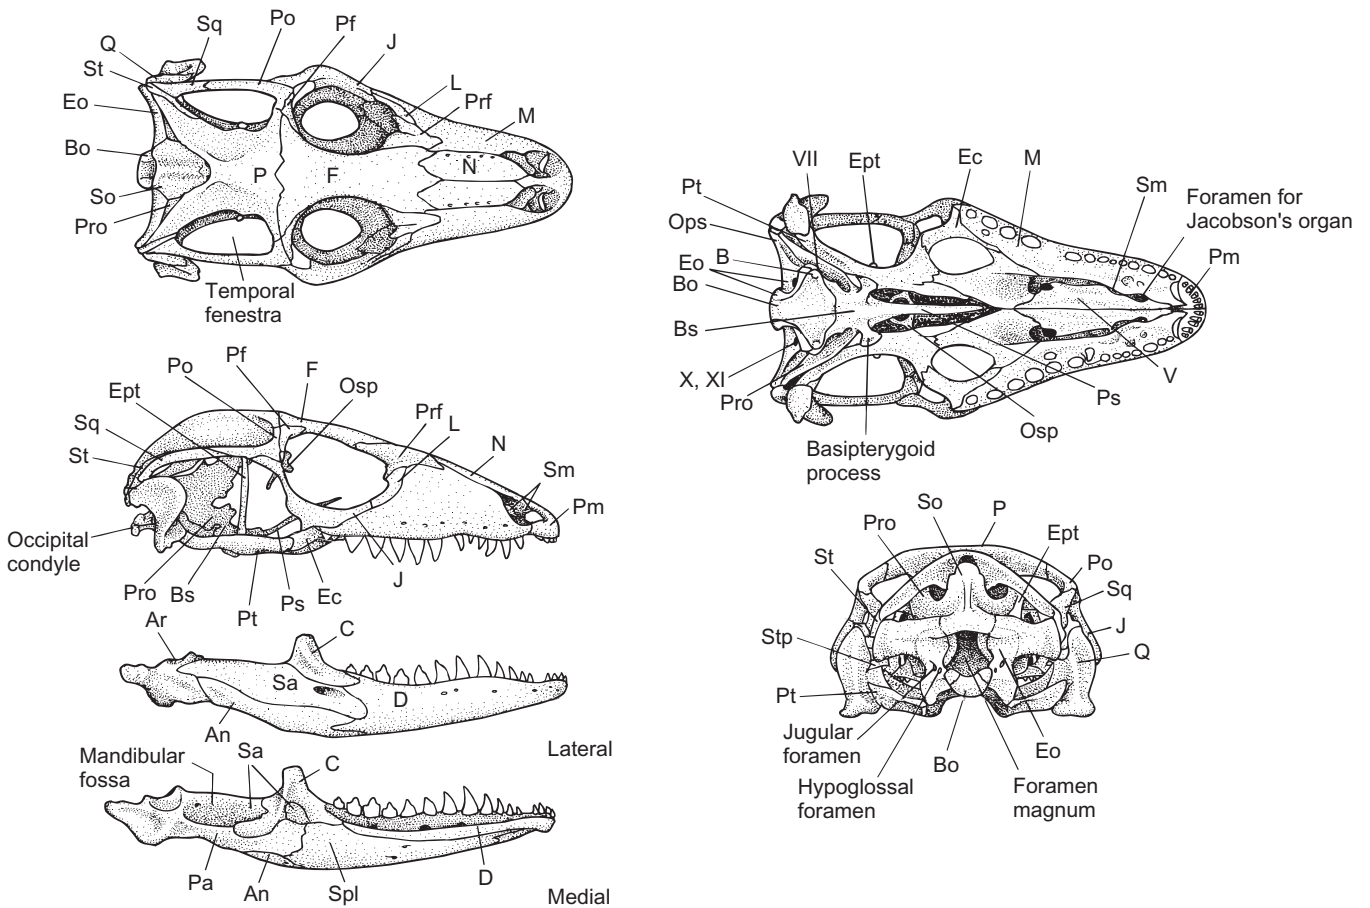 Sq
Po
Pf
J
Q
St
Eo
Bo
So
Pro
L
Prf
M
P
F
N
Temporal
fenestra
VII
Ept
Ec
M
Sm
Foramen for
Jacobson's organ
Pt
Ops
Eo
B
Bo
Bs
X, XI
Pro
Pm
V
Ps
Osp
Basipterygoid
process
Pf
Po
F
Osp
Ept
Sq
St
Prf
L
N
Sm
Pm
Occipital
condyle
Pro
Bs
Pt
Ps
Ec
J
So
P
Pro
Ept
St
Po
Sq
Stp
J
Q
Pt
Jugular
foramen
Hypoglossal
foramen
Bo
Foramen
magnum
Eo
Ar
C
Sa
D
An
Lateral
Mandibular
fossa
Sa
C
Pa
An
Spl
D
Medial